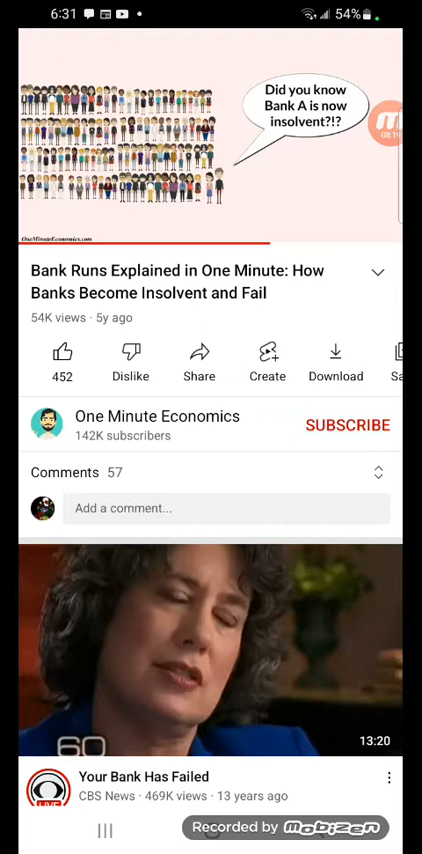 6:31
54%
Did you know
Bank A is now
insolvent?!?
08:19
OneMinuteEconomics.com
Bank Runs Explained in One Minute: How
Banks Become Insolvent and Fail
54K views · 5y ago
452
Dislike
Share
Create
Download
Sa
One Minute Economics
142K subscribers
SUBSCRIBE
Comments 57
Add a comment...
60
13:20
Your Bank Has Failed
CBS News · 469K views · 13 years ago
LIVE
Recorded by Mobizen